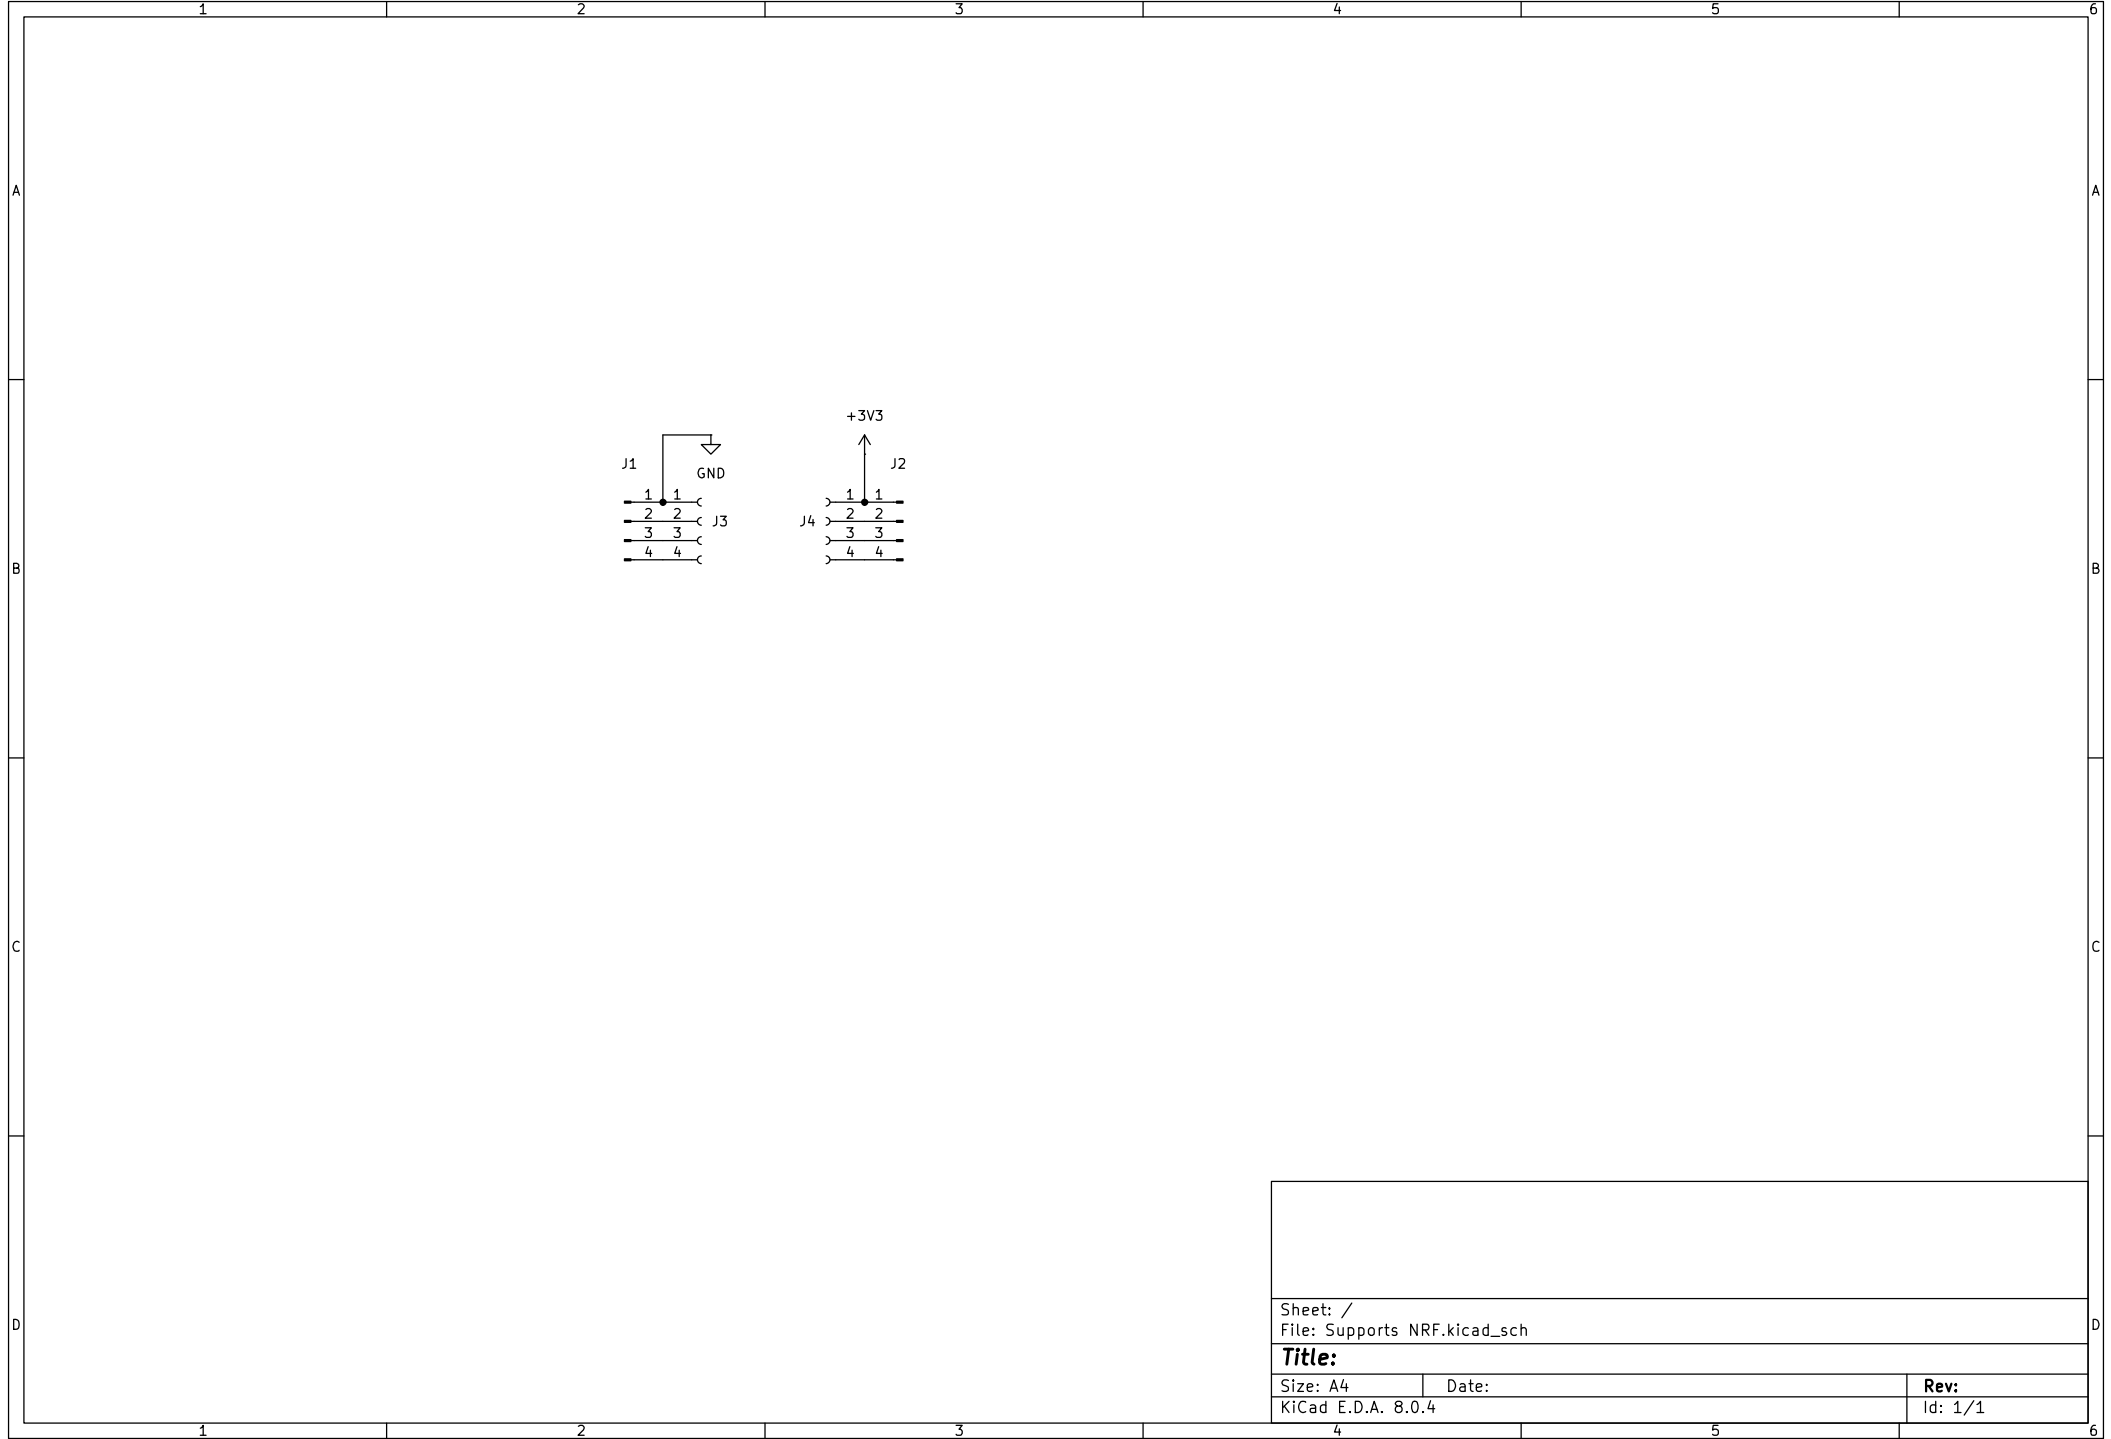 1 2 3 4 5 6
A A
+3V3
J1 J2
GND
1 1 1 1
2 2 J3 J4 2 2
3 3 3 3
4 4 4 4
B B
C C
Sheet: /
File: Supports NRF.kicad_sch
D D
Title:
Size: A4 Date: Rev:
KiCad E.D.A. 8.0.4 Id: 1/1
1 2 3 4 5 6